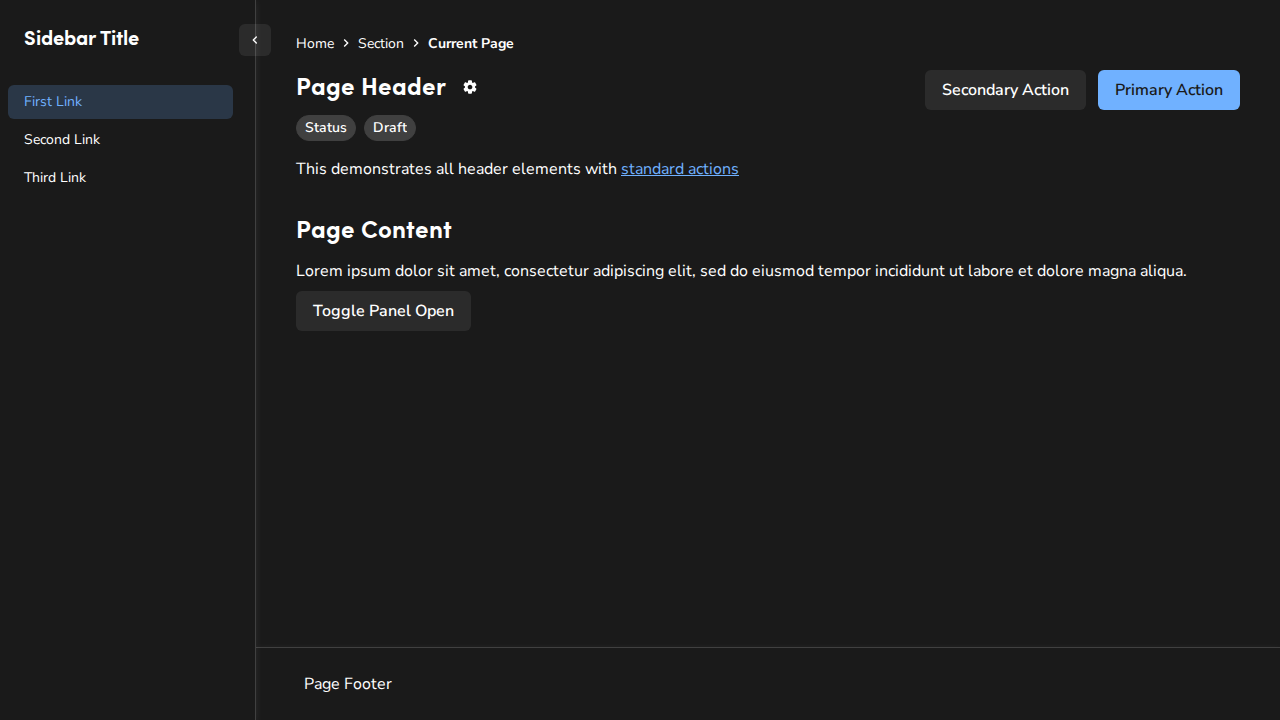 Sidebar Title
First Link
Second Link
Third Link
Home
Section
Current Page
Page Header
Secondary Action
Primary Action
Status
Draft
This demonstrates all header elements with standard actions
Page Content
Lorem ipsum dolor sit amet, consectetur adipiscing elit, sed do eiusmod tempor incididunt ut labore et dolore magna aliqua.
Toggle Panel Open
Page Footer